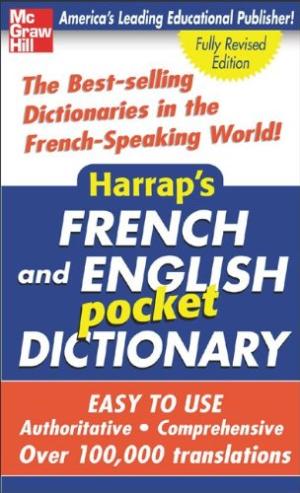 Mc
Graw
Hill
America's Leading Educational Publisher!
Fully Revised
Edition
The Best-selling
Dictionaries in the
French-Speaking World!
Harrap's
FRENCH
and ENGLISH
pocket
DICTIONARY
EASY TO USE
Authoritative • Comprehensive
Over 100,000 translations